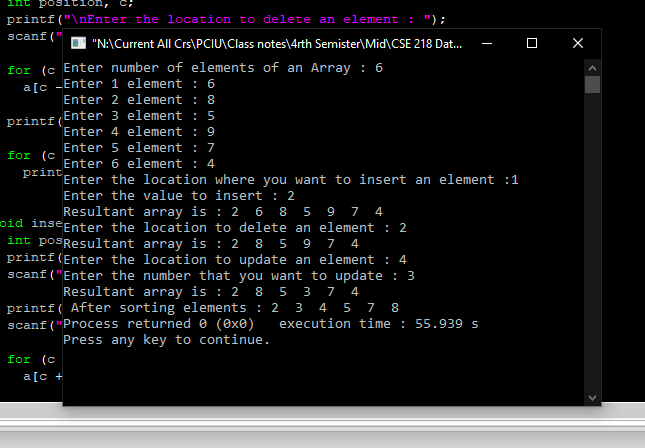 int position, c;
printf("\nEnter the location to delete an element : ");
scanf("
for (c
a[c -
printf(
for (c
print
oid inse
int pos
printf(
scanf("
printf(
scanf("
for (c
a[c +
"N:\Current All Crs\PCIU\Class notes\4rth Semister\Mid\CSE 218 Dat...
Enter number of elements of an Array : 6
Enter 1 element : 6
Enter 2 element : 8
Enter 3 element : 5
Enter 4 element : 9
Enter 5 element : 7
Enter 6 element : 4
Enter the location where you want to insert an element :1
Enter the value to insert : 2
Resultant array is : 2  6  8  5  9  7  4
Enter the location to delete an element : 2
Resultant array is : 2  8  5  9  7  4
Enter the location to update an element : 4
Enter the number that you want to update : 3
Resultant array is : 2  8  5  3  7  4
 After sorting elements : 2  3  4  5  7  8
Process returned 0 (0x0)   execution time : 55.939 s
Press any key to continue.